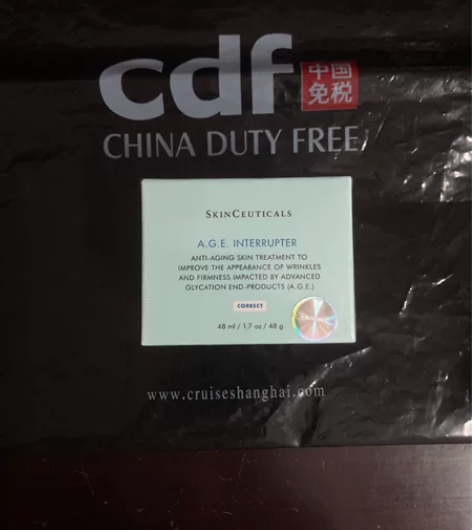 cdf
中国
免税
CHINA DUTY FREE
SKINCEUTICALS
A.G.E. INTERRUPTER
ANTI-AGING SKIN TREATMENT TO
IMPROVE THE APPEARANCE OF WRINKLES
AND FIRMNESS IMPACTED BY ADVANCED
GLYCATION END-PRODUCTS (A.G.E.)
CORRECT
48 ml / 1.7 oz / 48 g
www.cruiseshanghai.com